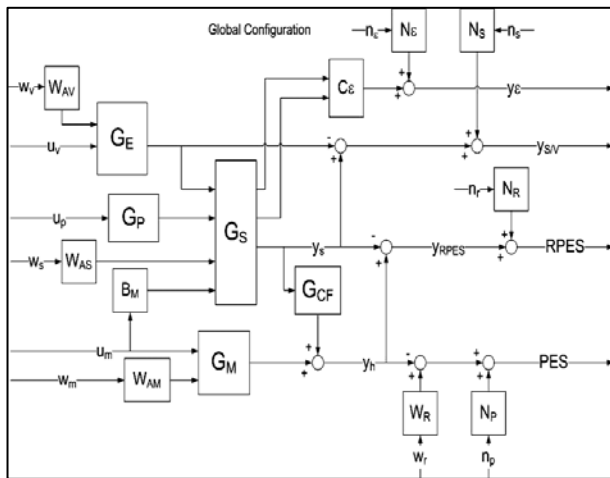 Global Configuration
nε
Nε
NS
ns
wv
WAV
Cε
yε
uv
GE
yS/V
nr
NR
up
GP
GS
ys
yRPES
RPES
ws
WAS
BM
GCF
um
GM
yh
PES
wm
WAM
WR
NP
wr
np
+
+
+
+
-
+
-
+
+
+
+
+
-
+
+
+